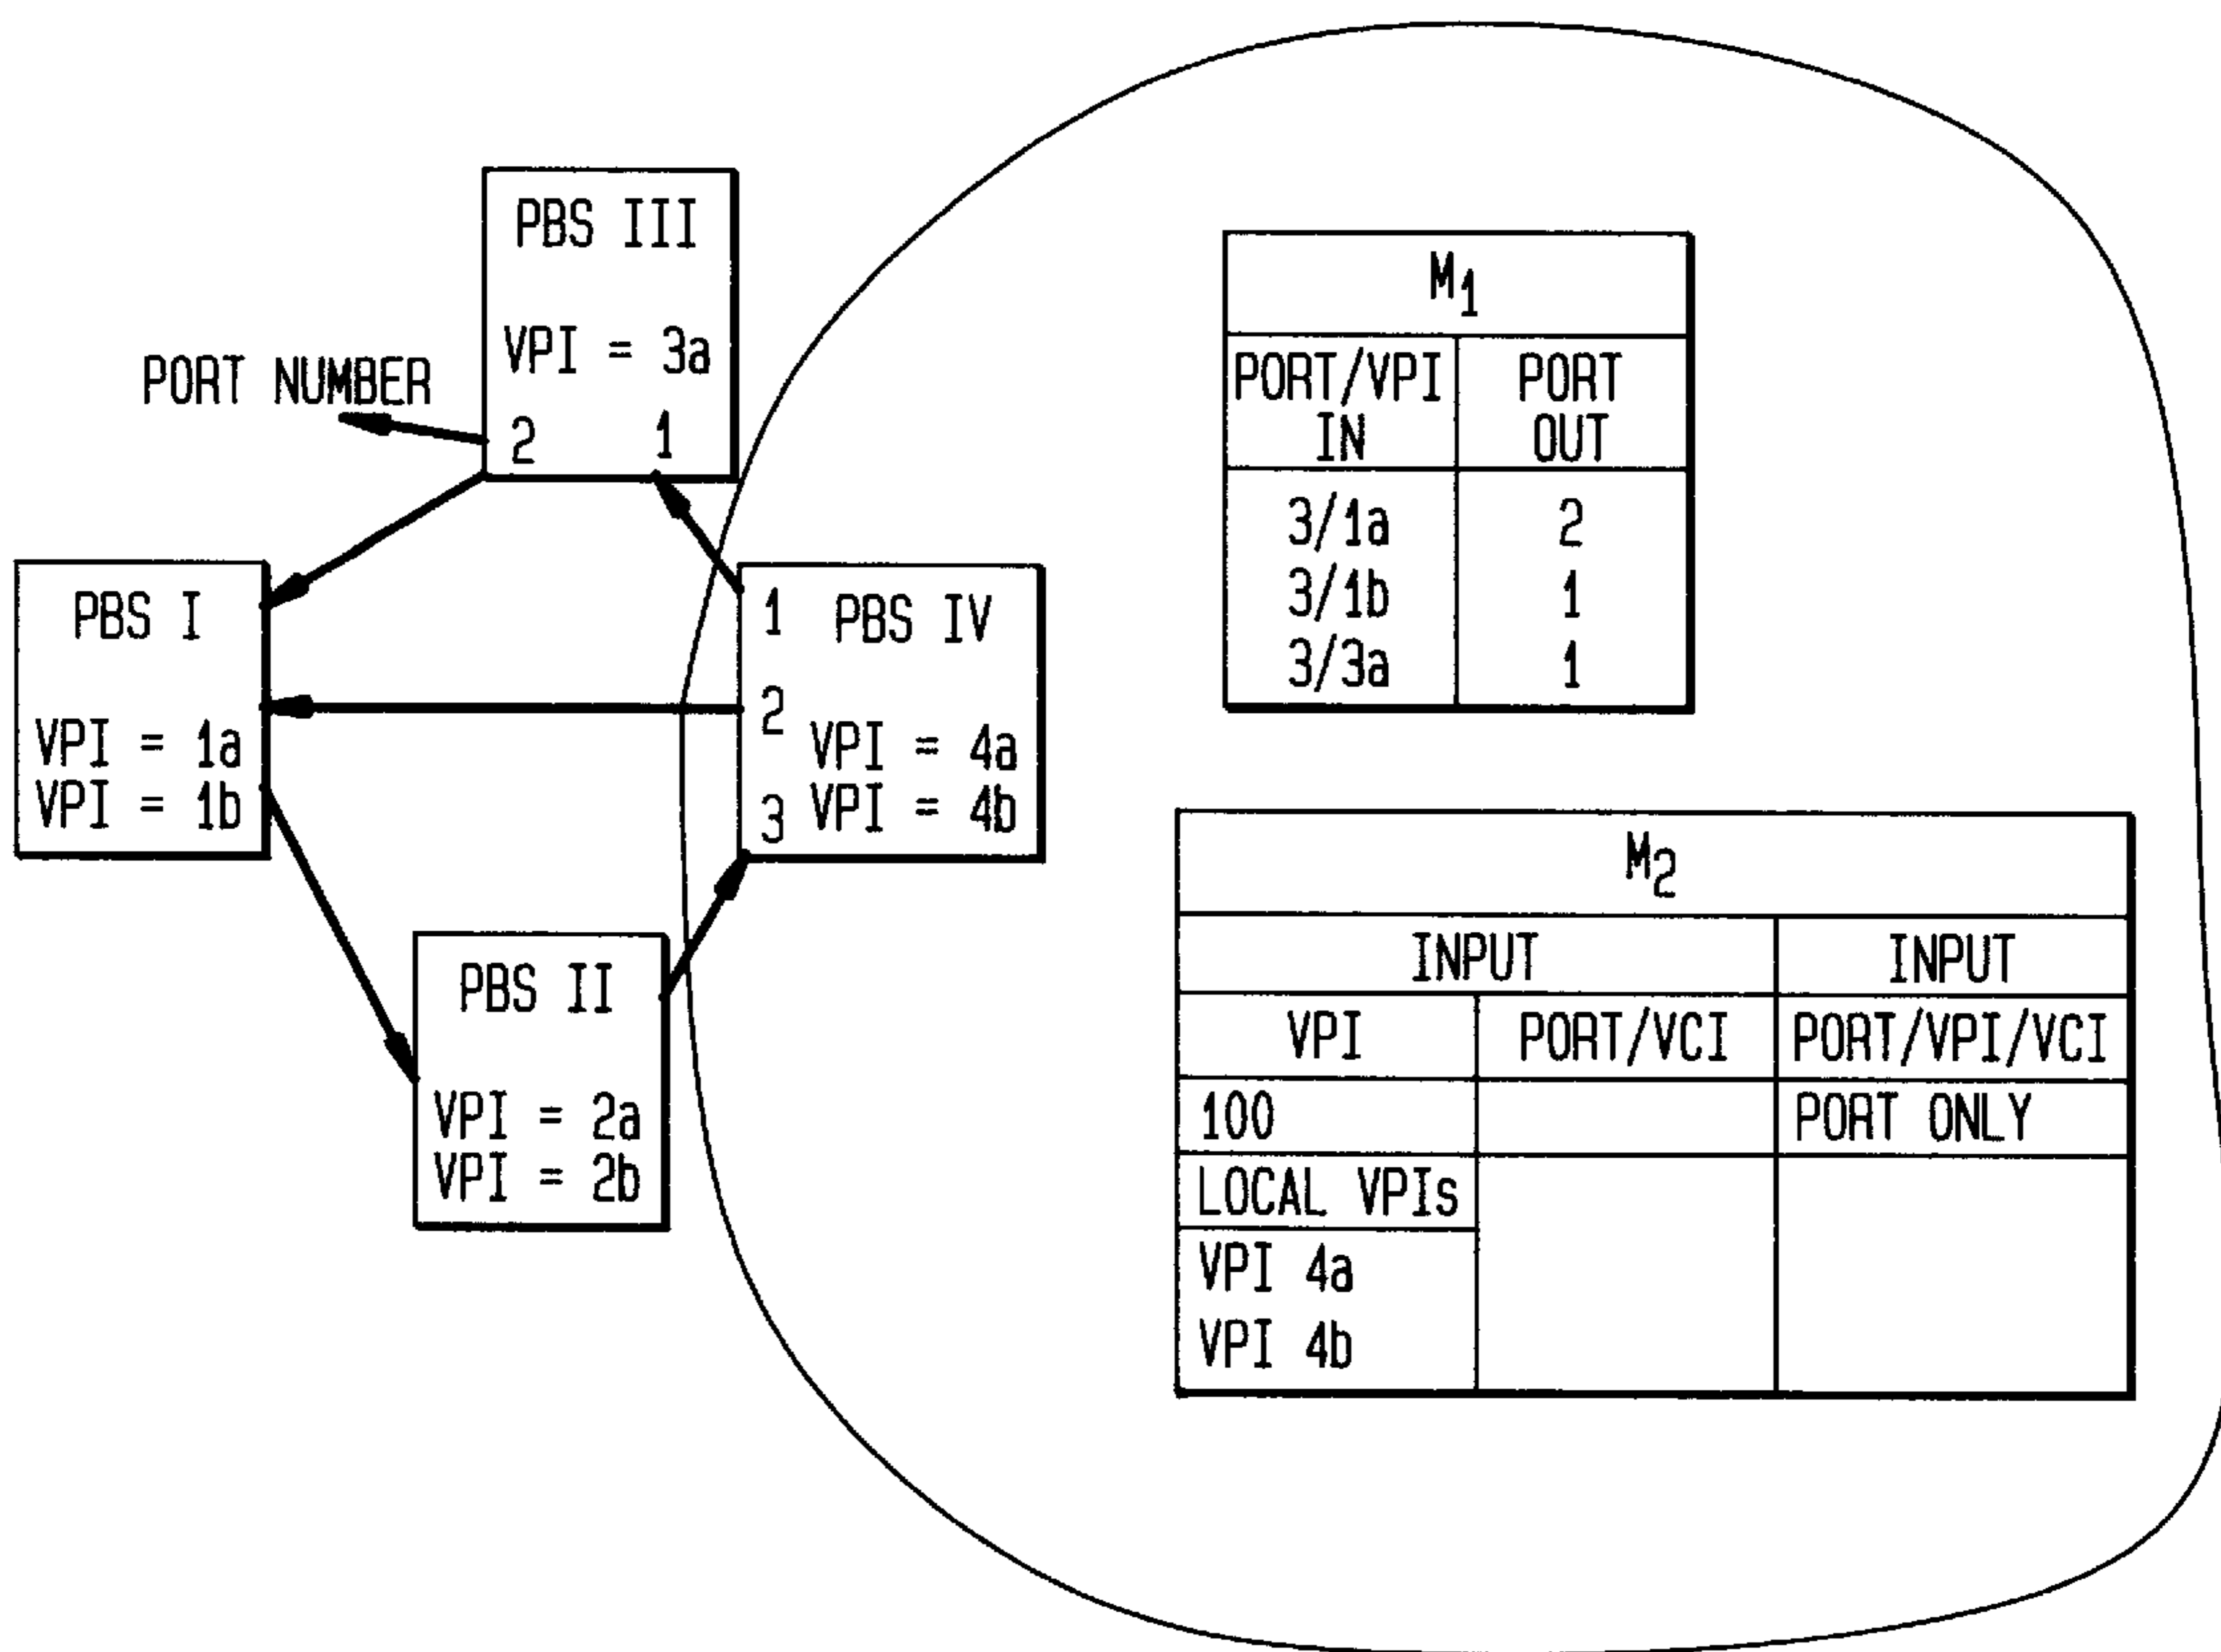 PBS III
VPI = 3a
2 1
PORT NUMBER
PBS I
VPI = 1a
VPI = 1b
1 PBS IV
2
VPI = 4a
3 VPI = 4b
PBS II
VPI = 2a
VPI = 2b
M1
PORT/VPI IN PORT OUT
3/1a 2
3/1b 1
3/3a 1
M2
INPUT INPUT
VPI PORT/VCI PORT/VPI/VCI
100 PORT ONLY
LOCAL VPIs
VPI 4a
VPI 4b